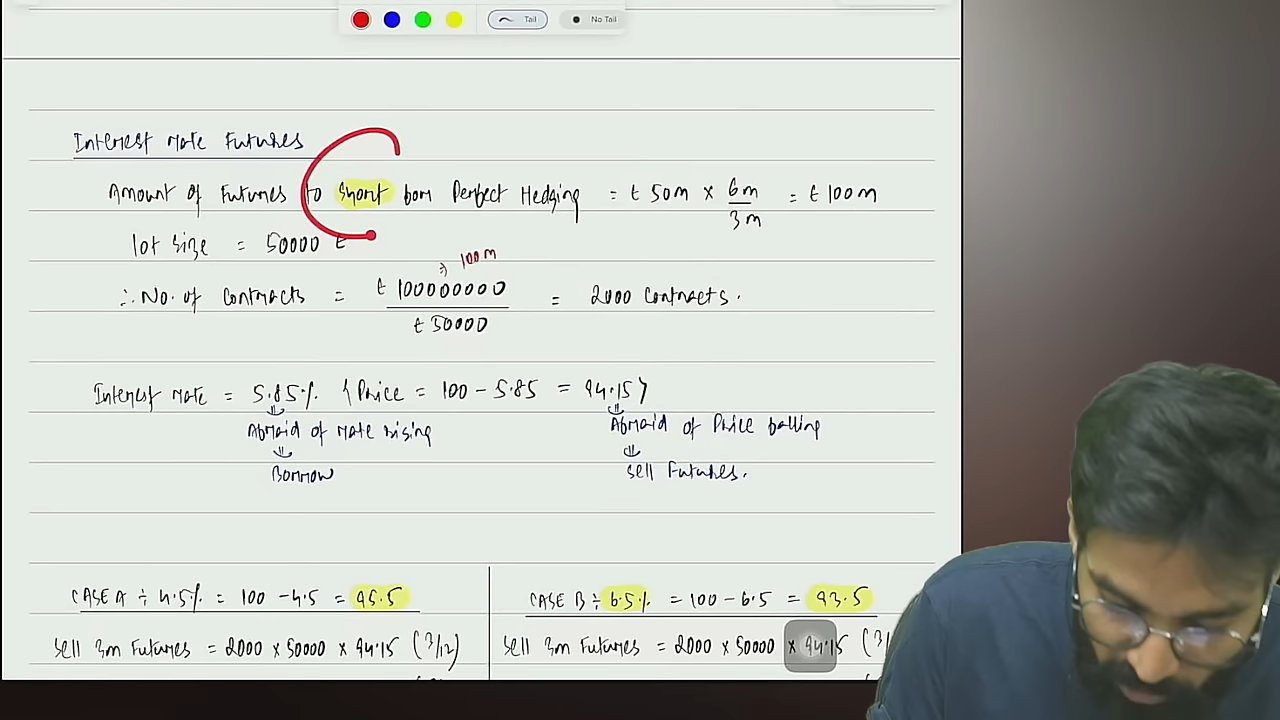 Tail No Tail
Interest Rate Futures
Amount of Futures to Short for Perfect Hedging = £ 50m × 6m/3m = £ 100m
lot size = 50000 £
⇒ 100m
∴ No. of Contracts = £ 100000000 / £ 50000 = 2000 Contracts.
Interest rate = 5.85% {Price = 100 - 5.85 = 94.15}
Afraid of rate rising Afraid of Price falling
Borrow Sell Futures.
CASE A ÷ 4.5% = 100 - 4.5 = 95.5 CASE B ÷ 6.5% = 100 - 6.5 = 93.5
Sell 3m Futures = 2000 × 50000 × 94.15 (3/12) Sell 3m Futures = 2000 × 50000 × 94.15 (3/